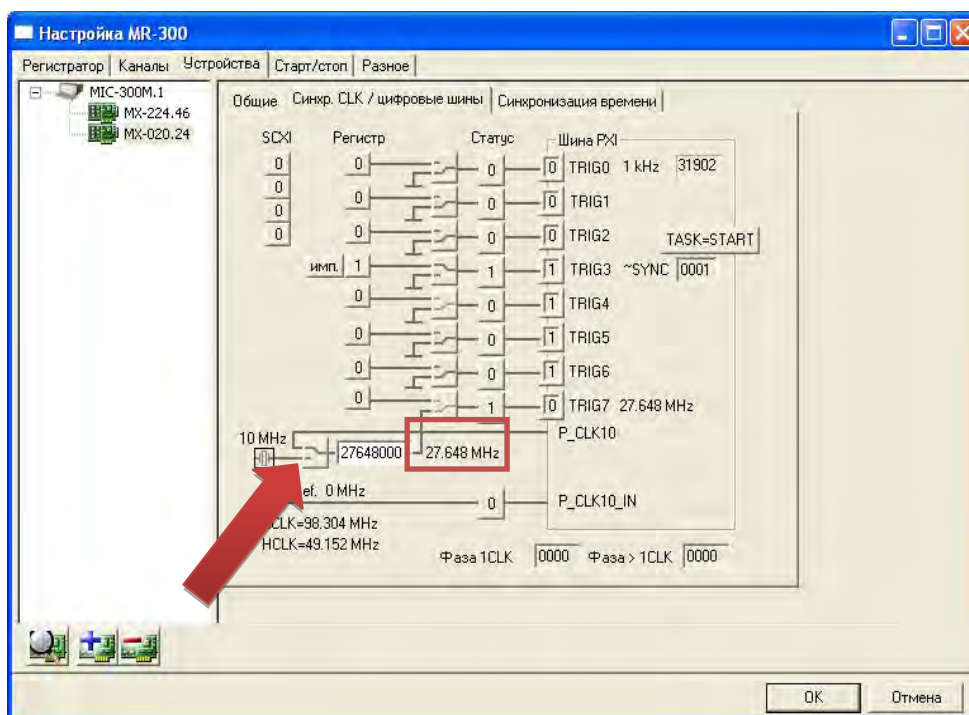 Настройка MR-300
Регистратор Каналы Устройства Старт/стоп Разное
MIC-300M.1
MX-224.46
MX-020.24
Общие Синхр. CLK / цифровые шины Синхронизация времени
SCXI Регистр Статус Шина PXI
0 0 0 0 TRIG0 1 kHz 31902
0
0 0 0 TRIG1
0
0 0 0 0 TRIG2 TASK=START
имп. 1 1 1 TRIG3 ~SYNC 0001
0 0 1 TRIG4
0 0 1 TRIG5
0 0 1 TRIG6
0 1 0 TRIG7 27.648 MHz
10 MHz P_CLK10
27648000 27.648 MHz
ef. 0 MHz 0 P_CLK10_IN
CLK=98.304 MHz
HCLK=49.152 MHz
Фаза 1CLK 0000 Фаза > 1CLK 0000
OK Отмена